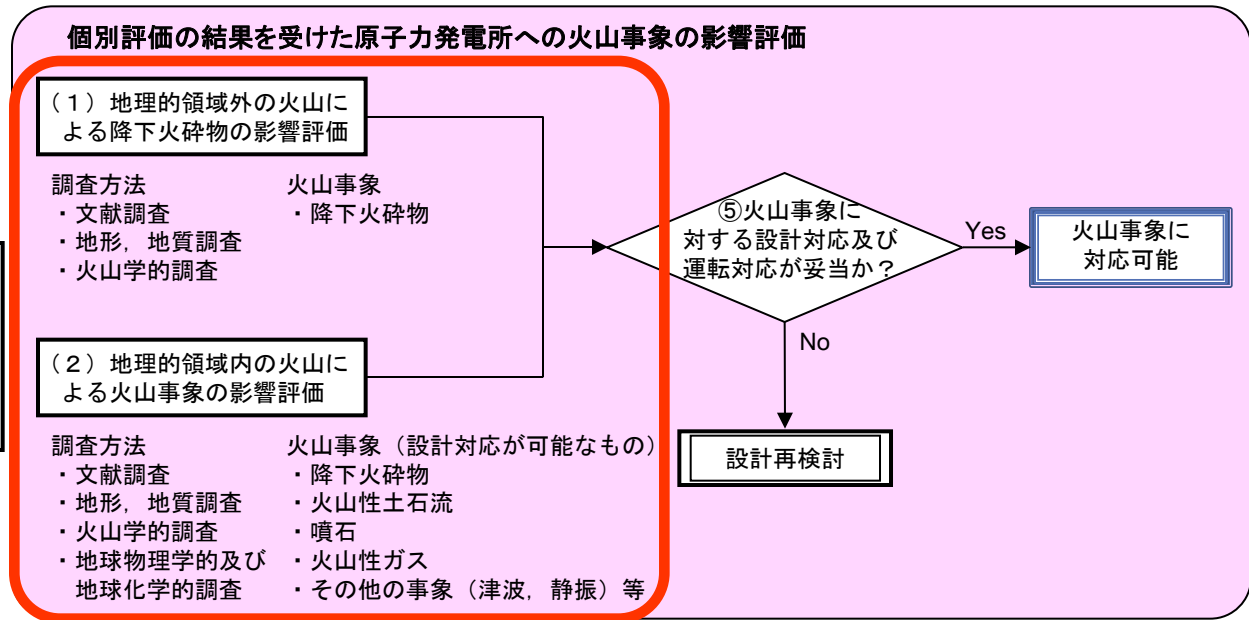 個別評価の結果を受けた原子力発電所への火山事象の影響評価
（１）地理的領域外の火山に
よる降下火砕物の影響評価
調査方法
・文献調査
・地形，地質調査
・火山学的調査
火山事象
・降下火砕物
（２）地理的領域内の火山に
よる火山事象の影響評価
調査方法
・文献調査
・地形，地質調査
・火山学的調査
・地球物理学的及び
地球化学的調査
火山事象（設計対応が可能なもの）
・降下火砕物
・火山性土石流
・噴石
・火山性ガス
・その他の事象（津波，静振）等
⑤火山事象に
対する設計対応及び
運転対応が妥当か？
Yes
火山事象に
対応可能
No
設計再検討